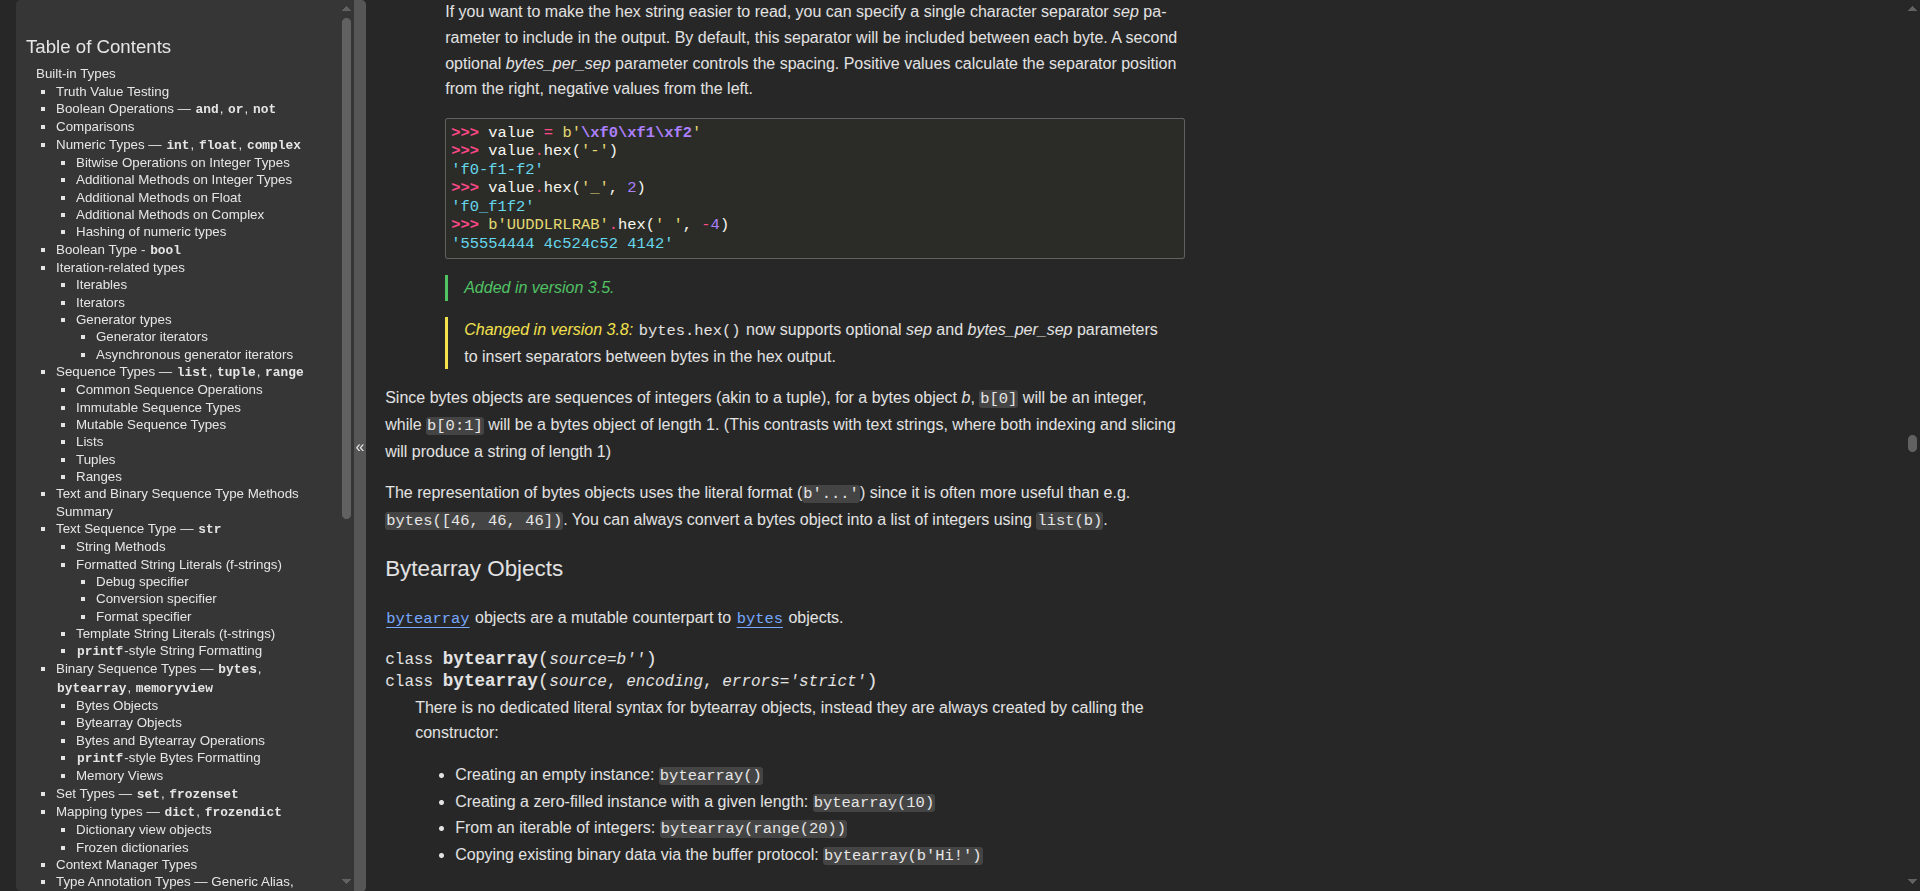 Table of Contents
Built-in Types
Truth Value Testing
Boolean Operations — and, or, not
Comparisons
Numeric Types — int, float, complex
Bitwise Operations on Integer Types
Additional Methods on Integer Types
Additional Methods on Float
Additional Methods on Complex
Hashing of numeric types
Boolean Type - bool
Iteration-related types
Iterables
Iterators
Generator types
Generator iterators
Asynchronous generator iterators
Sequence Types — list, tuple, range
Common Sequence Operations
Immutable Sequence Types
Mutable Sequence Types
Lists
Tuples
Ranges
Text and Binary Sequence Type Methods
Summary
Text Sequence Type — str
String Methods
Formatted String Literals (f-strings)
Debug specifier
Conversion specifier
Format specifier
Template String Literals (t-strings)
printf-style String Formatting
Binary Sequence Types — bytes,
bytearray, memoryview
Bytes Objects
Bytearray Objects
Bytes and Bytearray Operations
printf-style Bytes Formatting
Memory Views
Set Types — set, frozenset
Mapping types — dict, frozendict
Dictionary view objects
Frozen dictionaries
Context Manager Types
Type Annotation Types — Generic Alias,
«
If you want to make the hex string easier to read, you can specify a single character separator sep pa-
rameter to include in the output. By default, this separator will be included between each byte. A second
optional bytes_per_sep parameter controls the spacing. Positive values calculate the separator position
from the right, negative values from the left.
>>> value = b'\xf0\xf1\xf2'
>>> value.hex('-')
'f0-f1-f2'
>>> value.hex('_', 2)
'f0_f1f2'
>>> b'UUDDLRLRAB'.hex(' ', -4)
'55554444 4c524c52 4142'
Added in version 3.5.
Changed in version 3.8: bytes.hex() now supports optional sep and bytes_per_sep parameters
to insert separators between bytes in the hex output.
Since bytes objects are sequences of integers (akin to a tuple), for a bytes object b, b[0] will be an integer,
while b[0:1] will be a bytes object of length 1. (This contrasts with text strings, where both indexing and slicing
will produce a string of length 1)
The representation of bytes objects uses the literal format (b'...') since it is often more useful than e.g.
bytes([46, 46, 46]). You can always convert a bytes object into a list of integers using list(b).
Bytearray Objects
bytearray objects are a mutable counterpart to bytes objects.
class bytearray(source=b'')
class bytearray(source, encoding, errors='strict')
There is no dedicated literal syntax for bytearray objects, instead they are always created by calling the
constructor:
Creating an empty instance: bytearray()
Creating a zero-filled instance with a given length: bytearray(10)
From an iterable of integers: bytearray(range(20))
Copying existing binary data via the buffer protocol: bytearray(b'Hi!')